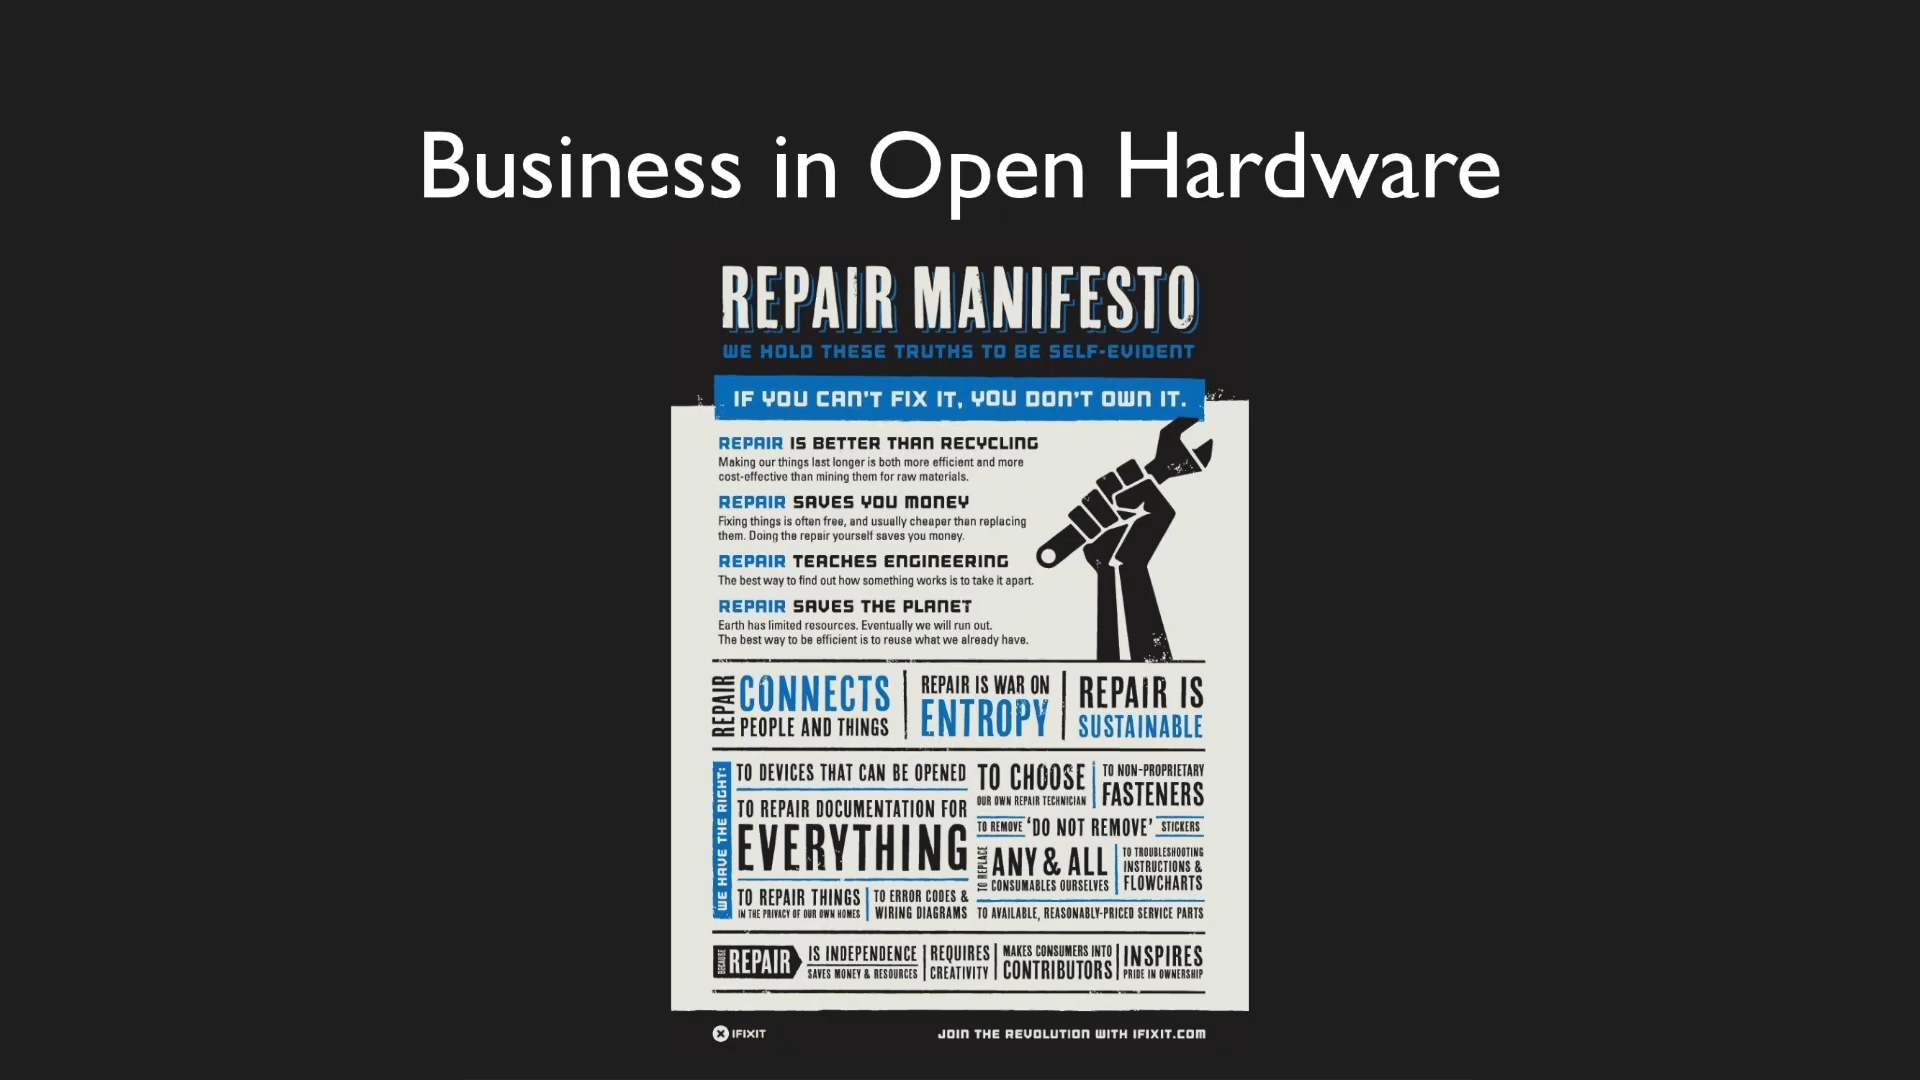 Business in Open Hardware
REPAIR MANIFESTO
WE HOLD THESE TRUTHS TO BE SELF-EVIDENT
IF YOU CAN'T FIX IT, YOU DON'T OWN IT.
REPAIR IS BETTER THAN RECYCLING
Making our things last longer is both more efficient and more
cost-effective than mining them for raw materials.
REPAIR SAVES YOU MONEY
Fixing things is often free, and usually cheaper than replacing
them. Doing the repair yourself saves you money.
REPAIR TEACHES ENGINEERING
The best way to find out how something works is to take it apart.
REPAIR SAVES THE PLANET
Earth has limited resources. Eventually we will run out.
The best way to be efficient is to reuse what we already have.
REPAIR
CONNECTS
PEOPLE AND THINGS
REPAIR IS WAR ON
ENTROPY
REPAIR IS
SUSTAINABLE
WE HAVE THE RIGHT:
TO DEVICES THAT CAN BE OPENED
TO REPAIR DOCUMENTATION FOR
EVERYTHING
TO REPAIR THINGS
IN THE PRIVACY OF OUR OWN HOMES
TO ERROR CODES &
WIRING DIAGRAMS
TO CHOOSE
OUR OWN REPAIR TECHNICIAN
TO NON-PROPRIETARY
FASTENERS
TO REMOVE 'DO NOT REMOVE' STICKERS
TO REPLACE
ANY & ALL
CONSUMABLES OURSELVES
TO TROUBLESHOOTING
INSTRUCTIONS &
FLOWCHARTS
TO AVAILABLE, REASONABLY-PRICED SERVICE PARTS
BECAUSE
REPAIR
IS INDEPENDENCE
SAVES MONEY & RESOURCES
REQUIRES
CREATIVITY
MAKES CONSUMERS INTO
CONTRIBUTORS
INSPIRES
PRIDE IN OWNERSHIP
IFIXIT
JOIN THE REVOLUTION WITH IFIXIT.COM